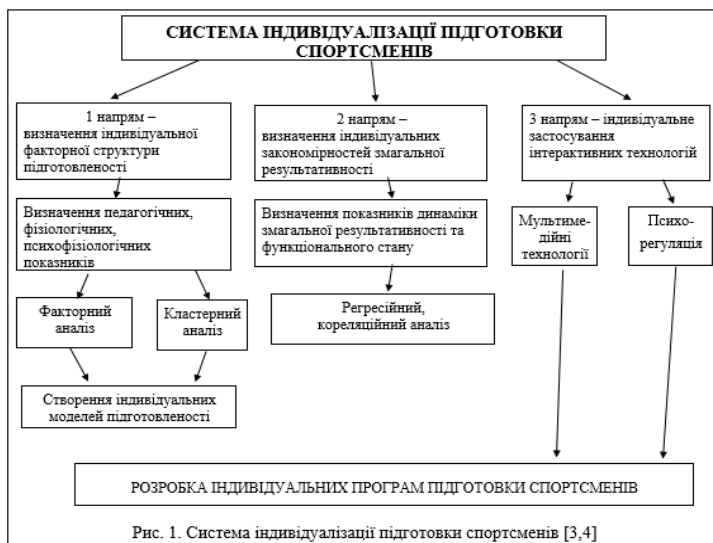 СИСТЕМА ІНДИВІДУАЛІЗАЦІЇ ПІДГОТОВКИ
СПОРТСМЕНІВ
1 напрям –
визначення індивідуальної
факторної структури
підготовленості
2 напрям –
визначення індивідуальних
закономірностей змагальної
результативності
3 напрям – індивідуальне
застосування
інтерактивних технологій
Визначення педагогічних,
фізіологічних,
психофізіологічних
показників
Визначення показників динаміки
змагальної результативності та
функціонального стану
Мультиме-
дійні
технології
Психо-
регуляція
Факторний
аналіз
Кластерний
аналіз
Регресійний,
кореляційний аналіз
Створення індивідуальних
моделей підготовленості
РОЗРОБКА ІНДИВІДУАЛЬНИХ ПРОГРАМ ПІДГОТОВКИ СПОРТСМЕНІВ
Рис. 1. Система індивідуалізації підготовки спортсменів [3,4]